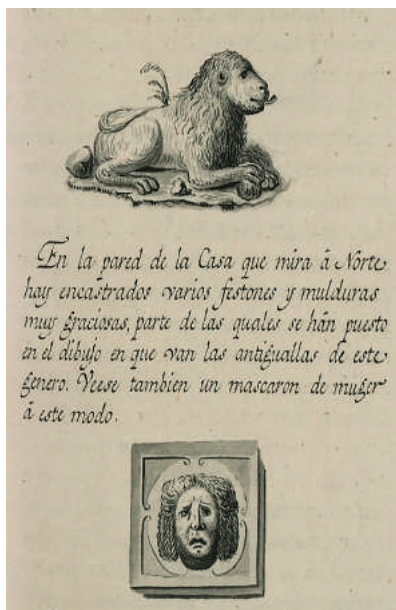 En la pared de la Casa que mira â Norte
hay encastrados varios festones y mulduras
muy graciosas, parte de las quales se hân puesto
en el dibujo en que van las antiguallas de este
genero. Veese tambien un mascaron de muger
â este modo.